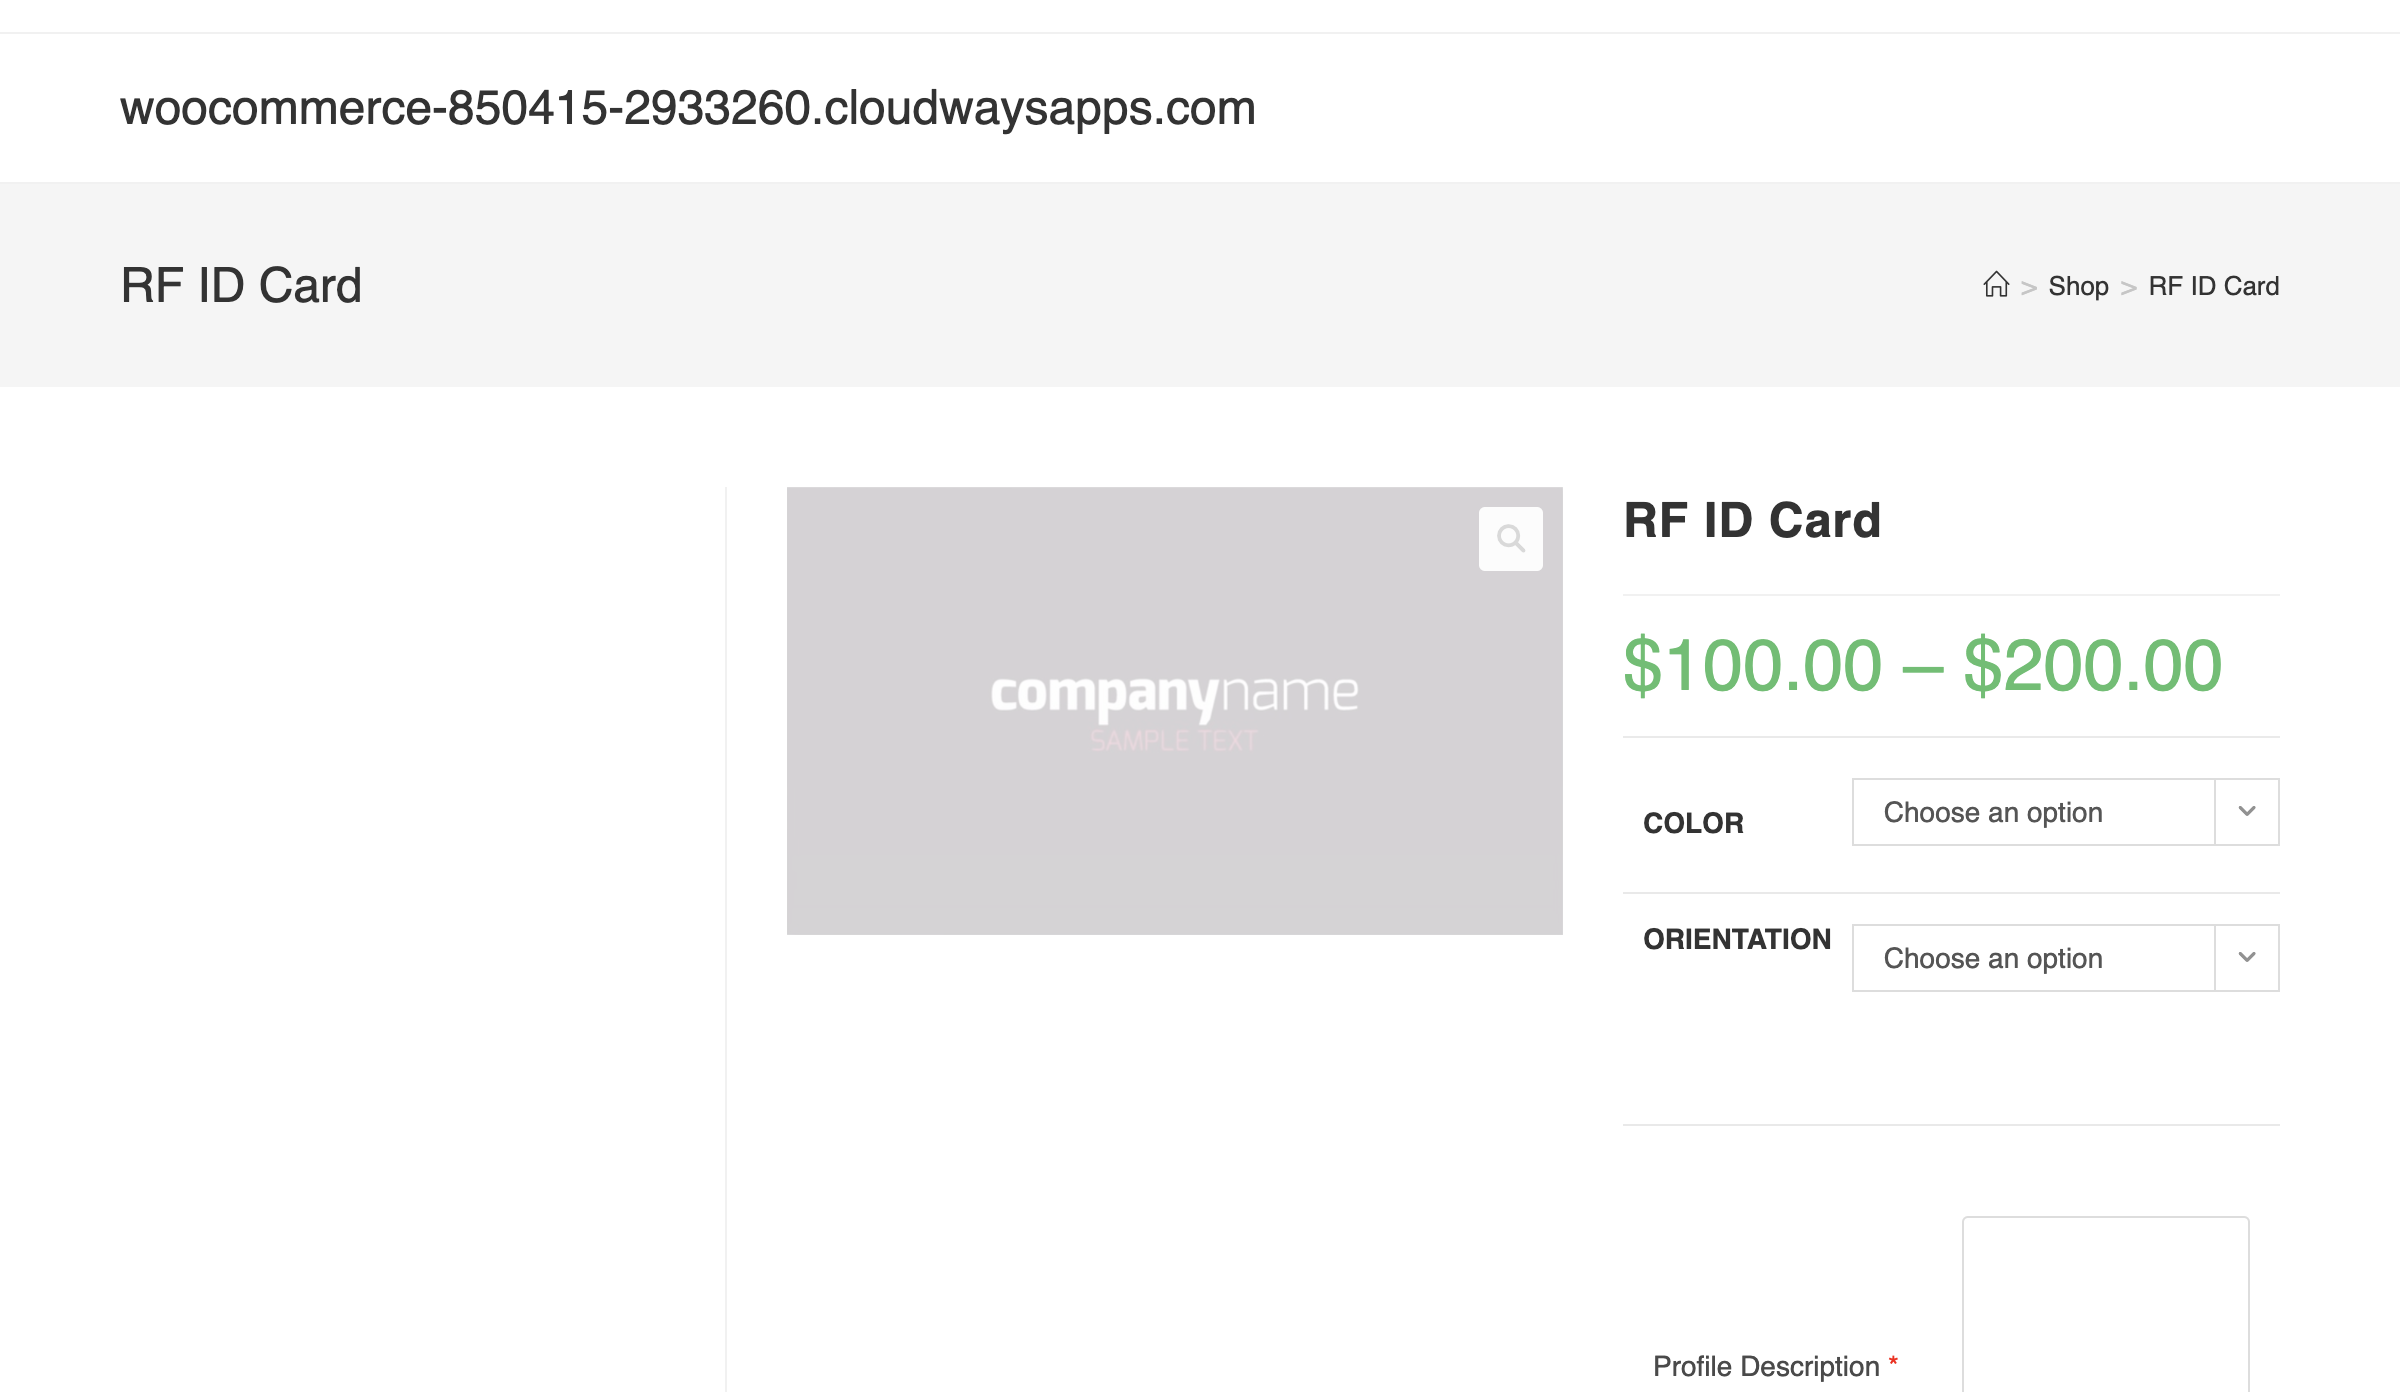 woocommerce-850415-2933260.cloudwaysapps.com
RF ID Card
> Shop > RF ID Card
companyname
SAMPLE TEXT
RF ID Card
$100.00 – $200.00
COLOR
Choose an option
ORIENTATION
Choose an option
Profile Description *